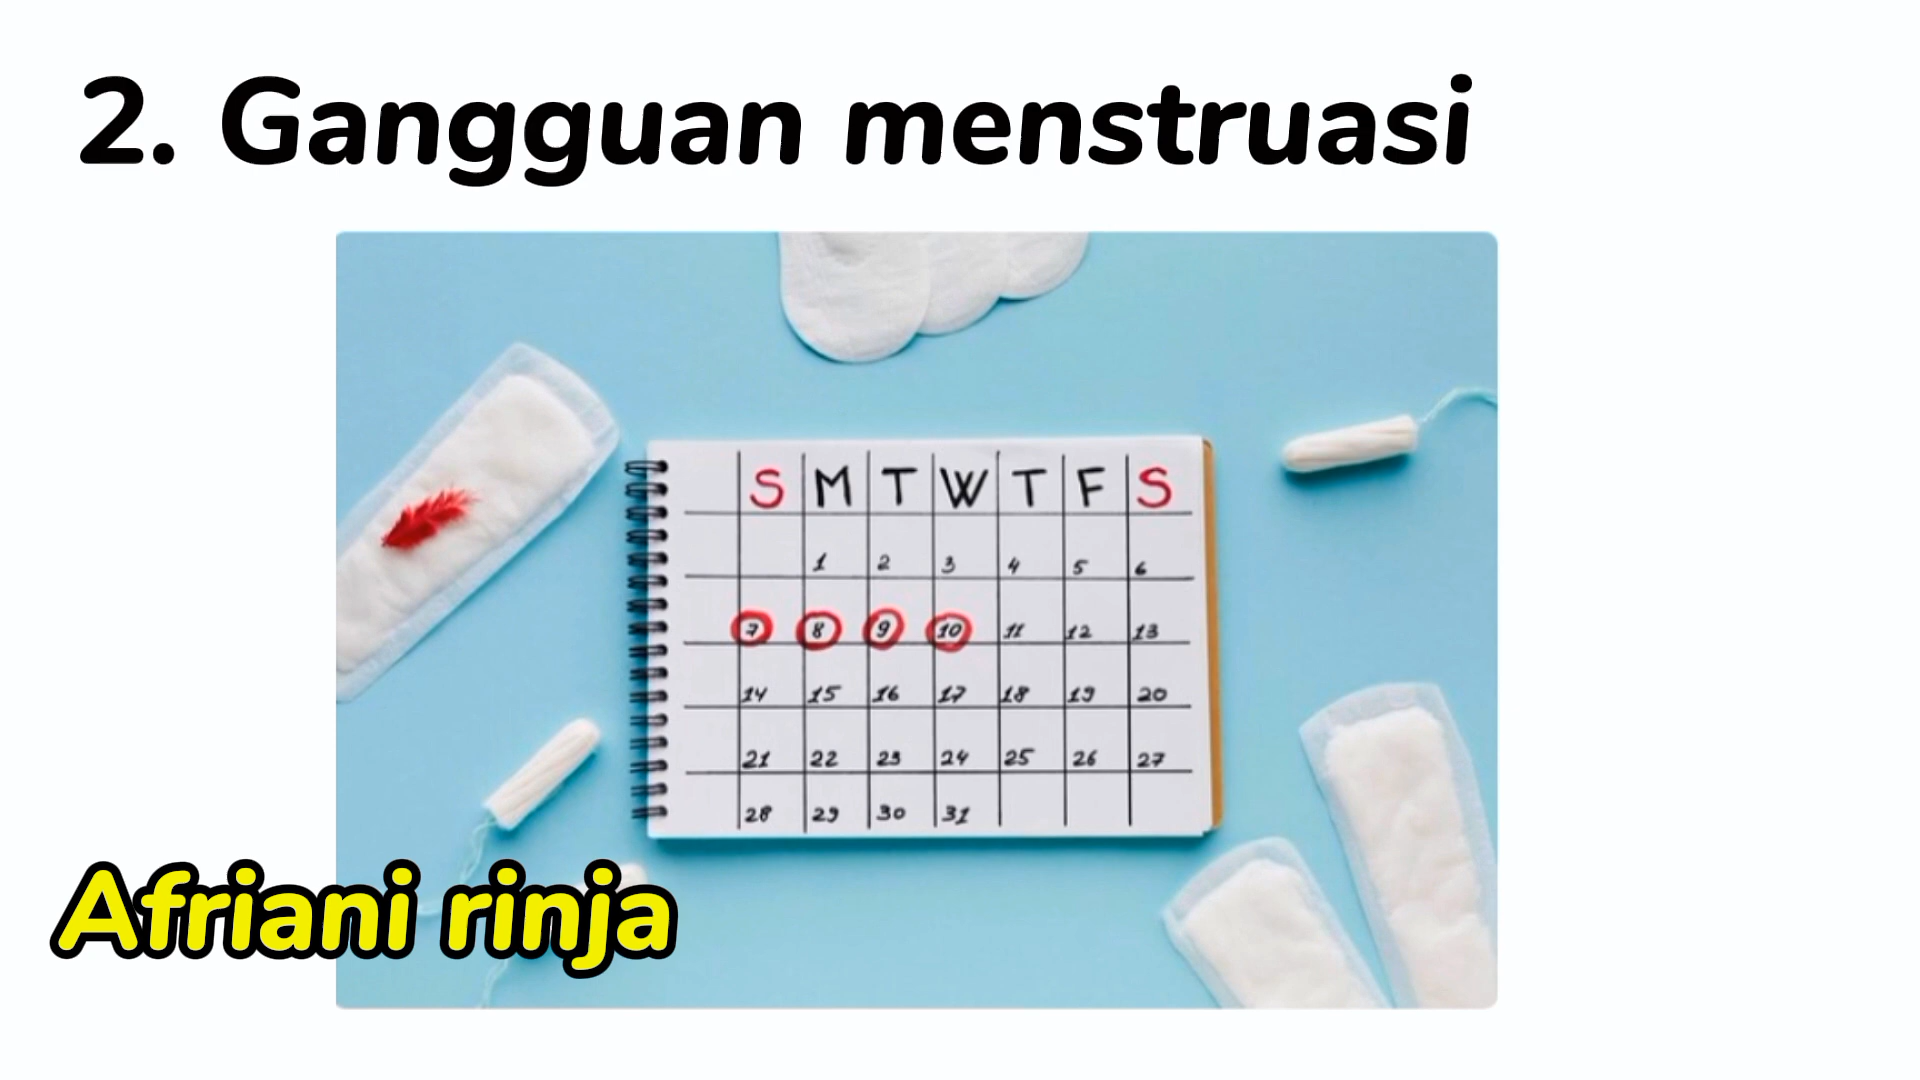 2. Gangguan menstruasi
S M T W T F S
1 2 3 4 5 6
7 8 9 10 11 12 13
14 15 16 17 18 19 20
21 22 23 24 25 26 27
28 29 30 31
Afriani rinja